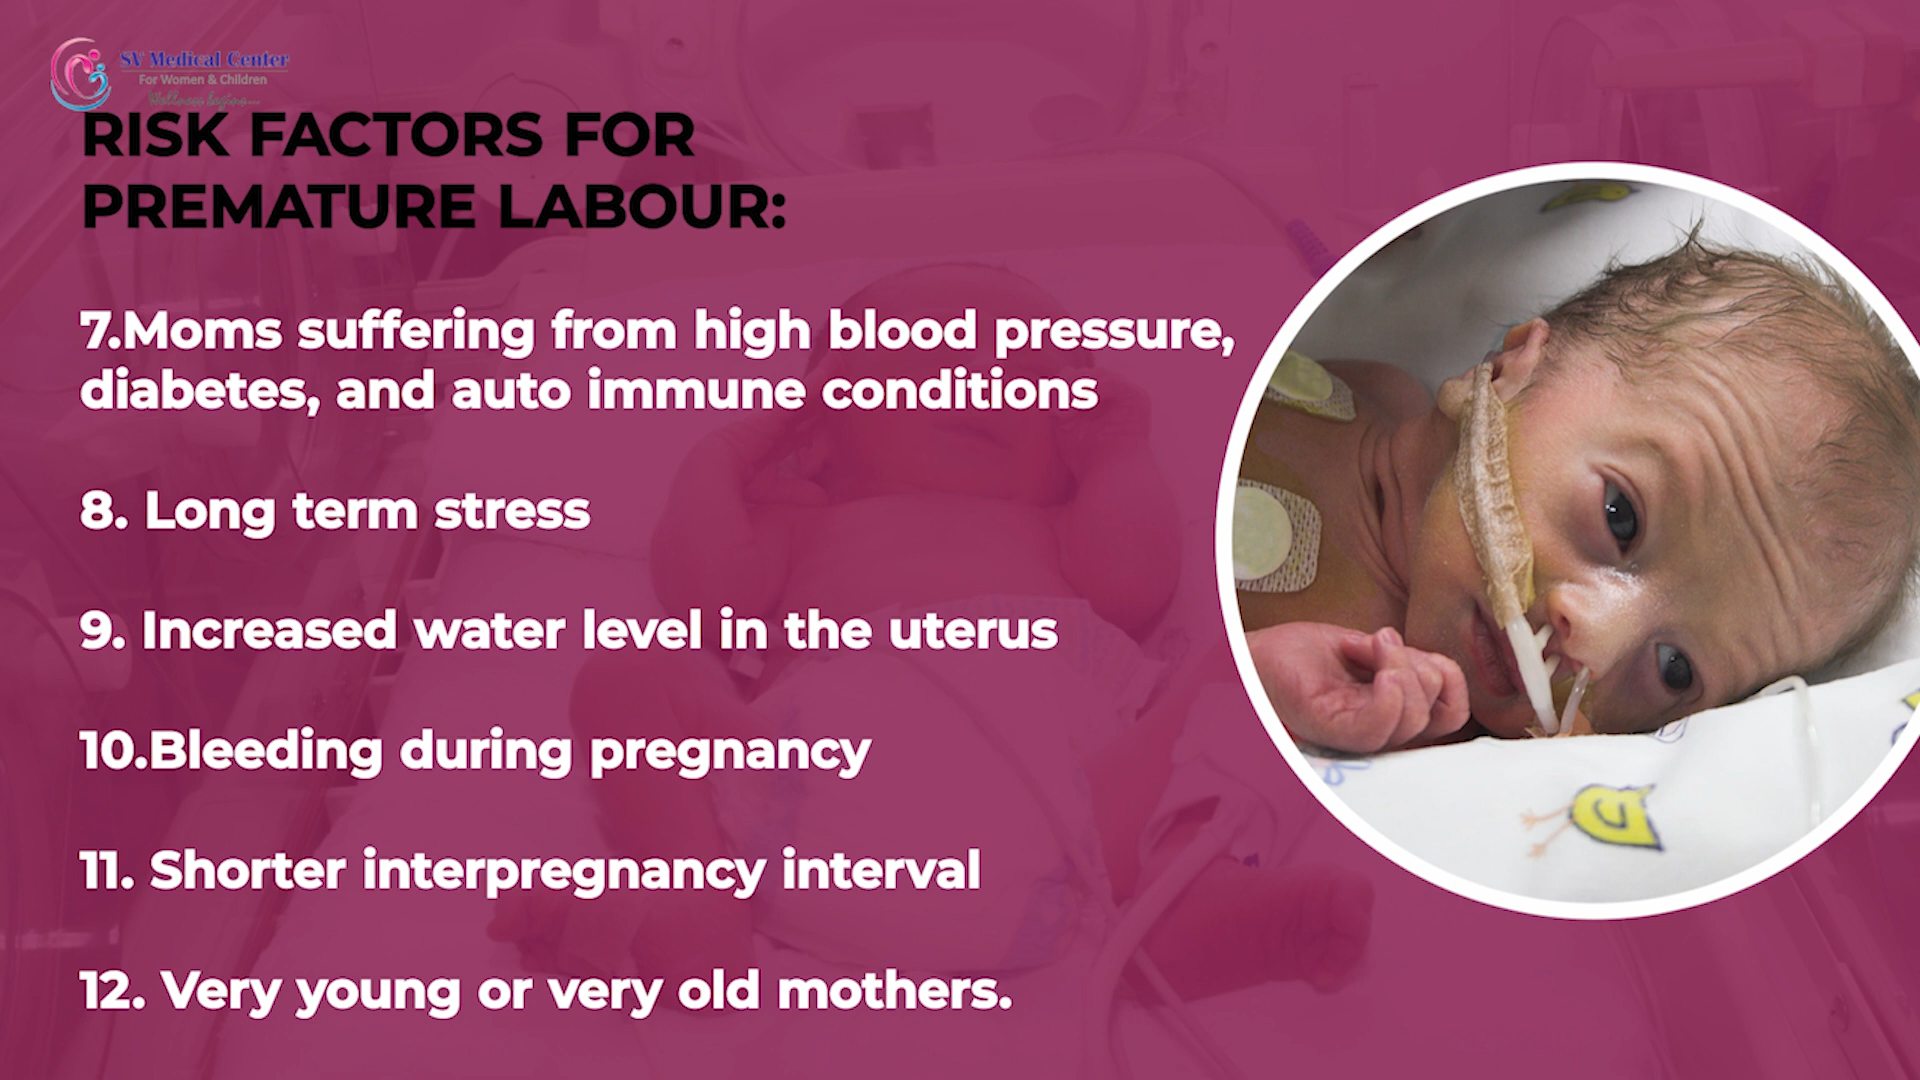 SV Medical Center
For Women & Children
Wellness begins...
RISK FACTORS FOR
PREMATURE LABOUR:
7.Moms suffering from high blood pressure,
diabetes, and auto immune conditions
8. Long term stress
9. Increased water level in the uterus
10.Bleeding during pregnancy
11. Shorter interpregnancy interval
12. Very young or very old mothers.